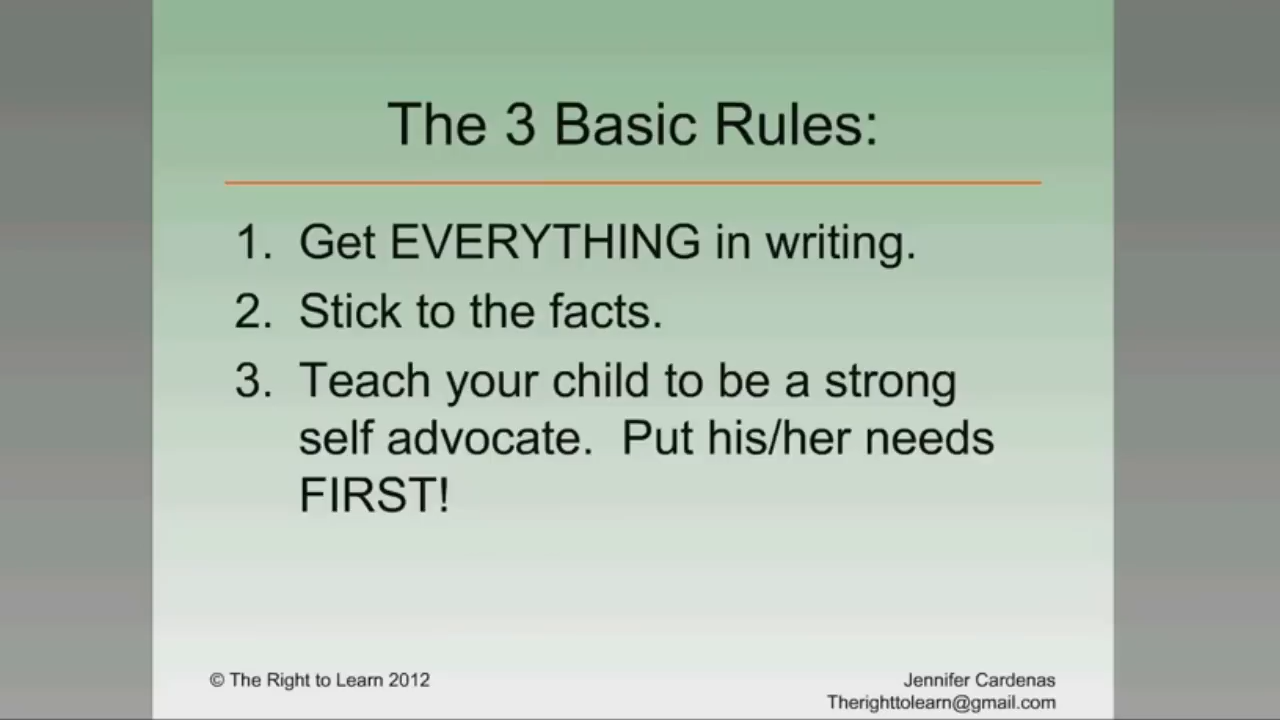 The 3 Basic Rules:
1. Get EVERYTHING in writing.
2. Stick to the facts.
3. Teach your child to be a strong
self advocate. Put his/her needs
FIRST!
© The Right to Learn 2012
Jennifer Cardenas
Therighttolearn@gmail.com